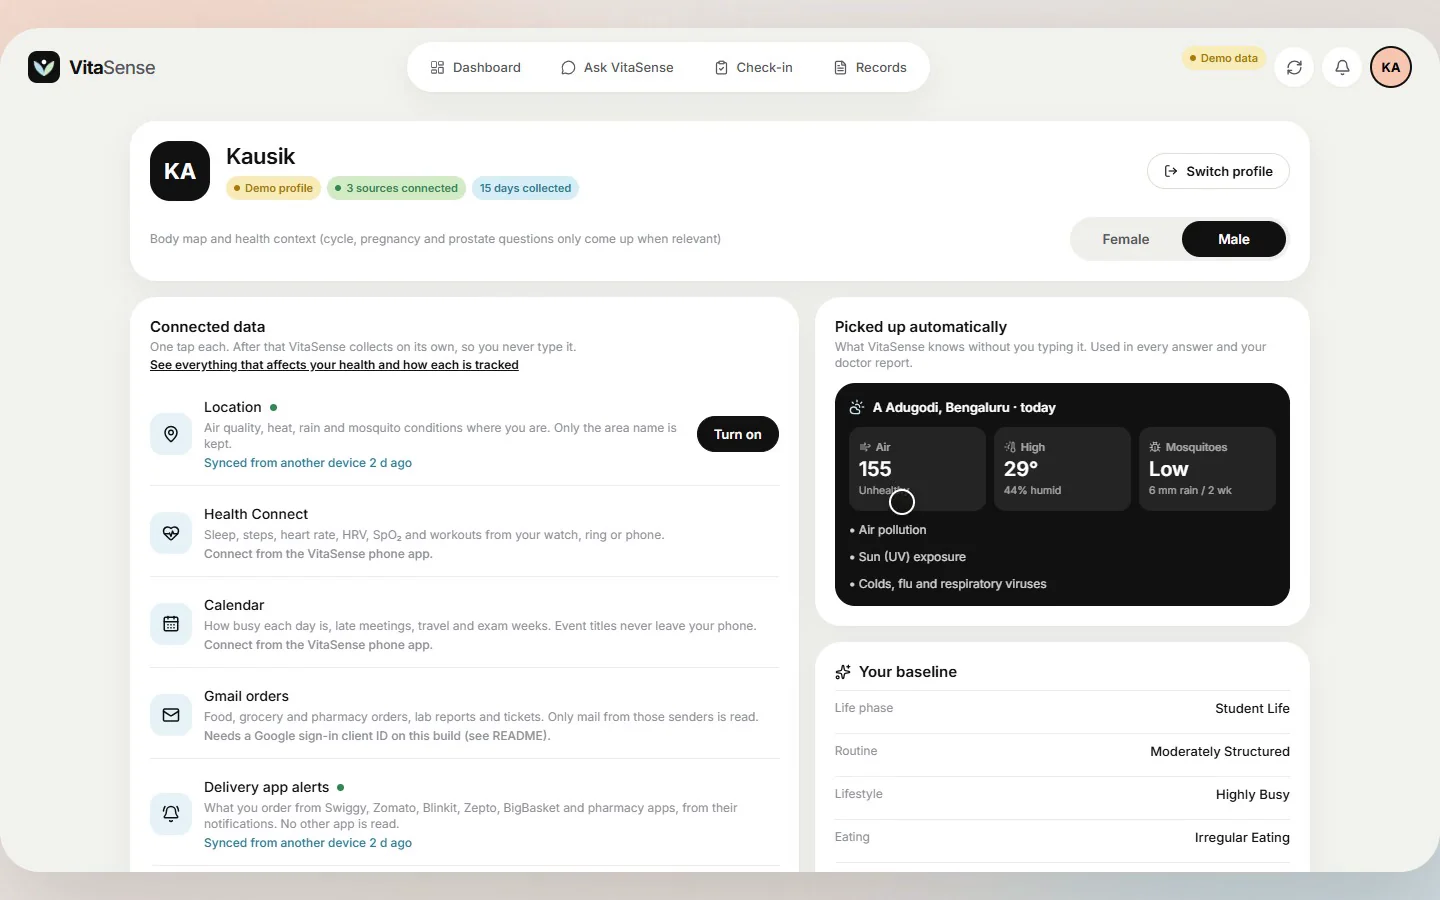 VitaSense
Dashboard
Ask VitaSense
Check-in
Records
Demo data
KA
KA
Kausik
Demo profile
3 sources connected
15 days collected
Switch profile
Body map and health context (cycle, pregnancy and prostate questions only come up when relevant)
Female
Male
Connected data
One tap each. After that VitaSense collects on its own, so you never type it.
See everything that affects your health and how each is tracked
Location
Air quality, heat, rain and mosquito conditions where you are. Only the area name is
kept.
Synced from another device 2 d ago
Turn on
Health Connect
Sleep, steps, heart rate, HRV, SpO₂ and workouts from your watch, ring or phone.
Connect from the VitaSense phone app.
Calendar
How busy each day is, late meetings, travel and exam weeks. Event titles never leave your phone.
Connect from the VitaSense phone app.
Gmail orders
Food, grocery and pharmacy orders, lab reports and tickets. Only mail from those senders is read.
Needs a Google sign-in client ID on this build (see README).
Delivery app alerts
What you order from Swiggy, Zomato, Blinkit, Zepto, BigBasket and pharmacy apps, from their
notifications. No other app is read.
Synced from another device 2 d ago
Picked up automatically
What VitaSense knows without you typing it. Used in every answer and your
doctor report.
A Adugodi, Bengaluru · today
Air
155
Unhealthy
High
29°
44% humid
Mosquitoes
Low
6 mm rain / 2 wk
• Air pollution
• Sun (UV) exposure
• Colds, flu and respiratory viruses
Your baseline
Life phase
Student Life
Routine
Moderately Structured
Lifestyle
Highly Busy
Eating
Irregular Eating